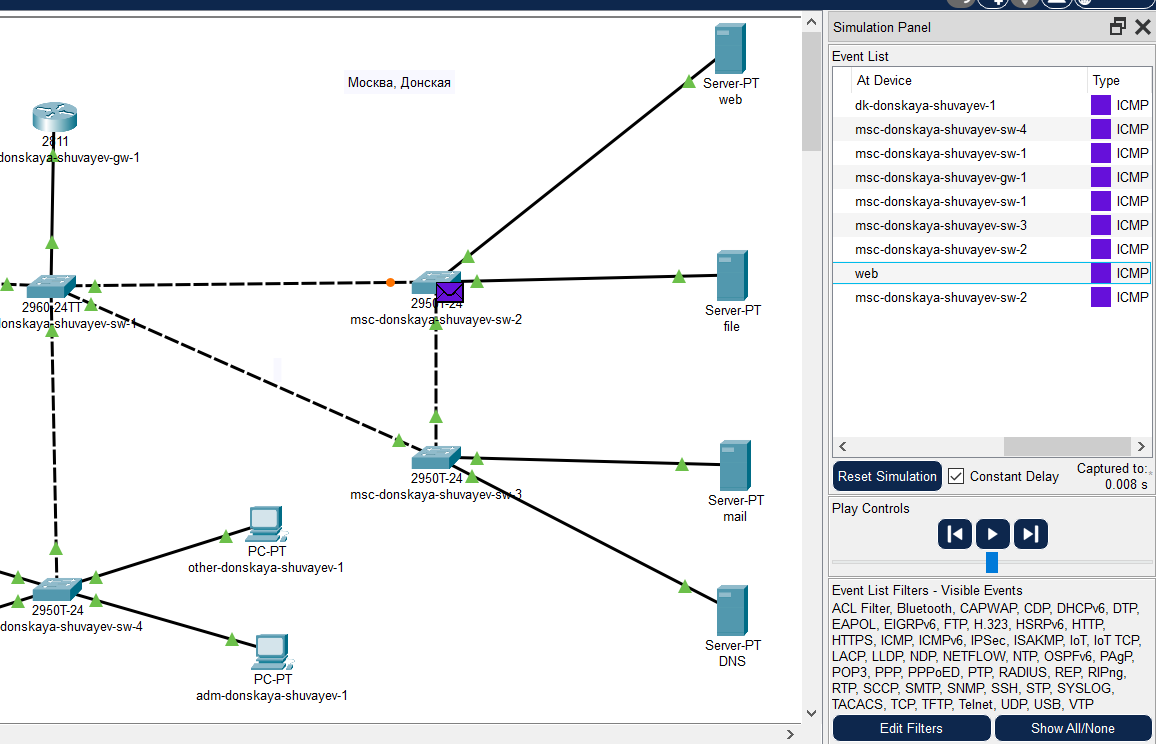 Москва, Донская
2811
donskaya-shuvayev-gw-1
Server-PT
web
2960-24TT
onskaya-shuvayev-sw-1
2950T-24
msc-donskaya-shuvayev-sw-2
Server-PT
file
2950T-24
msc-donskaya-shuvayev-sw-3
Server-PT
mail
PC-PT
other-donskaya-shuvayev-1
2950T-24
donskaya-shuvayev-sw-4
PC-PT
adm-donskaya-shuvayev-1
Server-PT
DNS
Simulation Panel
Event List
At Device Type
dk-donskaya-shuvayev-1 ICMP
msc-donskaya-shuvayev-sw-4 ICMP
msc-donskaya-shuvayev-sw-1 ICMP
msc-donskaya-shuvayev-gw-1 ICMP
msc-donskaya-shuvayev-sw-1 ICMP
msc-donskaya-shuvayev-sw-3 ICMP
msc-donskaya-shuvayev-sw-2 ICMP
web ICMP
msc-donskaya-shuvayev-sw-2 ICMP
Reset Simulation Constant Delay Captured to:
0.008 s
Play Controls
Event List Filters - Visible Events
ACL Filter, Bluetooth, CAPWAP, CDP, DHCPv6, DTP,
EAPOL, EIGRPv6, FTP, H.323, HSRPv6, HTTP,
HTTPS, ICMP, ICMPv6, IPSec, ISAKMP, IoT, IoT TCP,
LACP, LLDP, NDP, NETFLOW, NTP, OSPFv6, PAgP,
POP3, PPP, PPPoED, PTP, RADIUS, REP, RIPng,
RTP, SCCP, SMTP, SNMP, SSH, STP, SYSLOG,
TACACS, TCP, TFTP, Telnet, UDP, USB, VTP
Edit Filters Show All/None